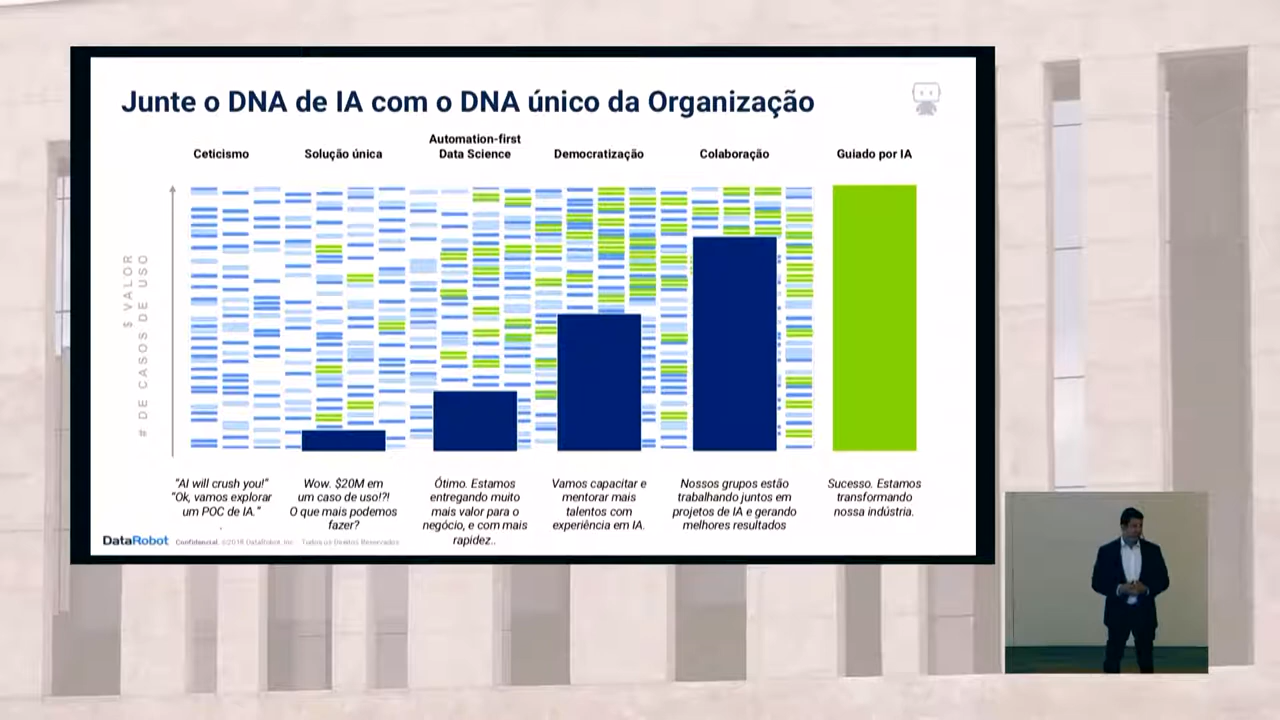 Junte o DNA de IA com o DNA único da Organização
Ceticismo
Solução única
Automation-first
Data Science
Democratização
Colaboração
Guiado por IA
$ VALOR
# DE CASOS DE USO
"AI will crush you!"
"Ok, vamos explorar
um POC de IA."
.
Wow. $20M em
um caso de uso!?!
O que mais podemos
fazer?
Ótimo. Estamos
entregando muito
mais valor para o
negócio, e com mais
rapidez..
Vamos capacitar e
mentorar mais
talentos com
experiência em IA.
Nossos grupos estão
trabalhando juntos em
projetos de IA e gerando
melhores resultados
Sucesso. Estamos
transformando
nossa indústria.
DataRobot Confidencial. ©2018 DataRobot, Inc. Todos os Direitos Reservados